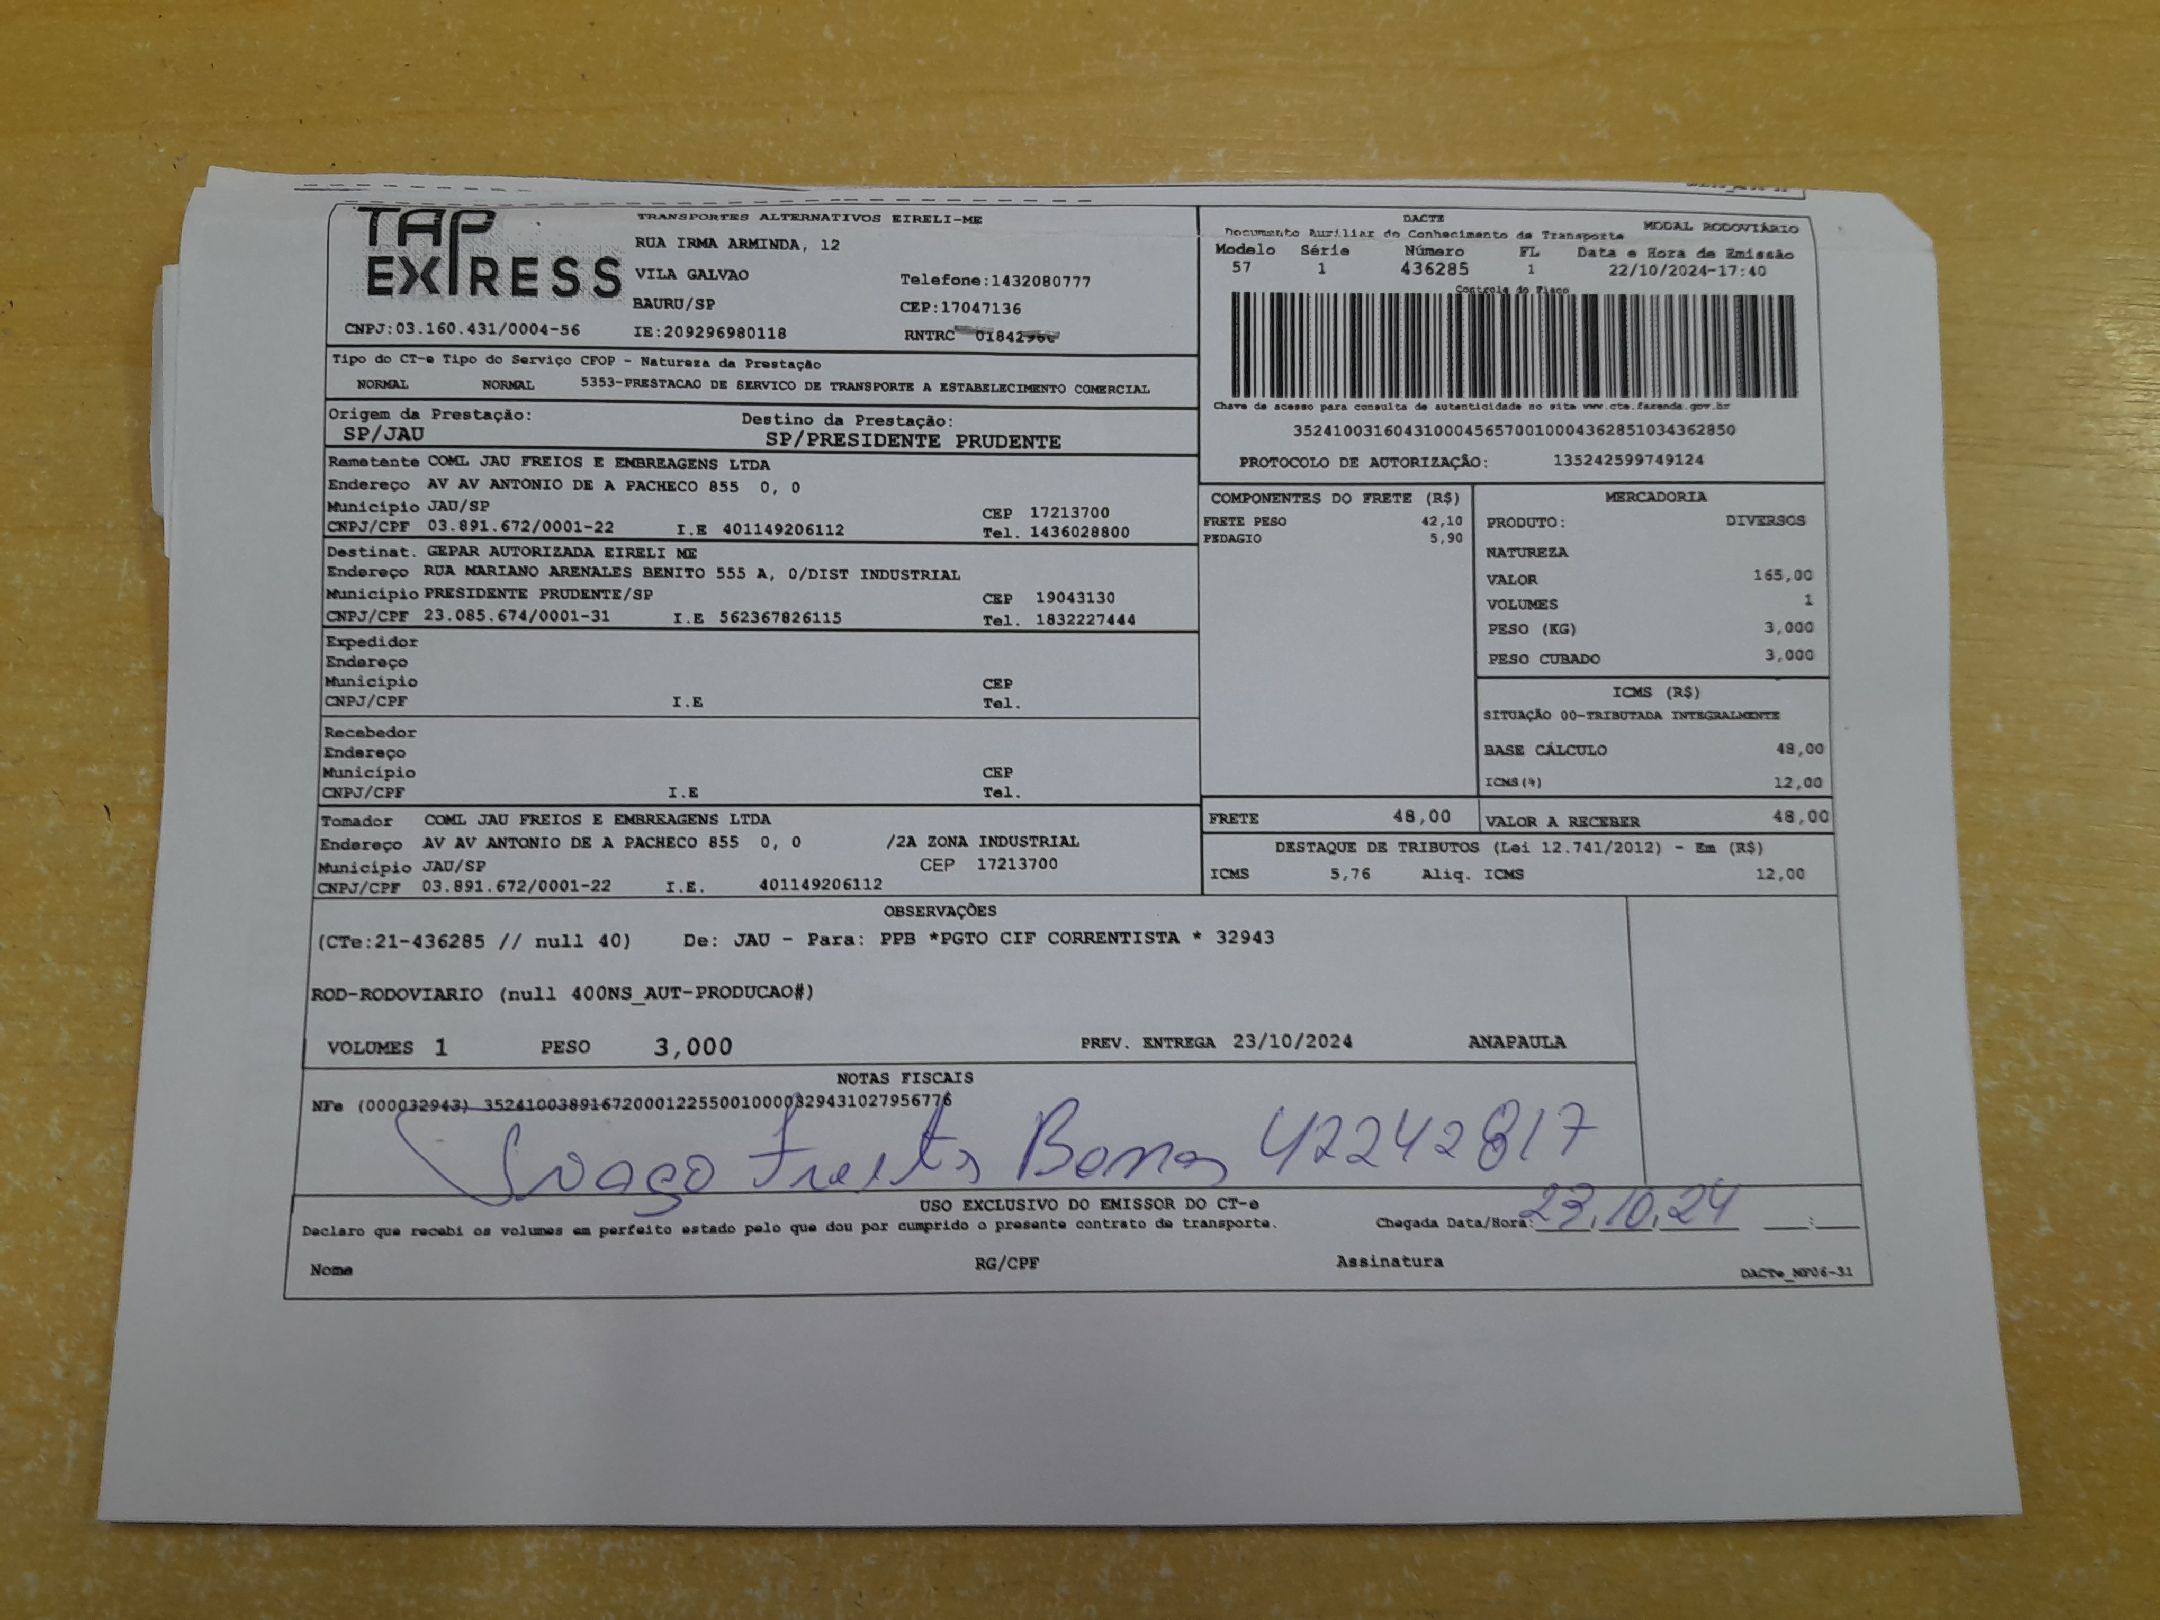 TAP EXPRESS
TRANSPORTES ALTERNATIVOS EIRELI-ME
RUA IRMA ARMINDA, 12
VILA GALVAO Telefone:1432080777
BAURU/SP CEP:17047136
CNPJ:03.160.431/0004-56 IE:209296980118 RNTRC
DACTE MODAL RODOVIÁRIO
Documento Auxiliar do Conhecimento de Transporte
Modelo Série Número FL Data e Hora de Emissão
57 1 436285 1 22/10/2024-17:40
Controle do Fisco
Chave de acesso para consulta de autenticidade no site www.cte.fazenda.gov.br
35241003160431000456570010004362851034362850
PROTOCOLO DE AUTORIZAÇÃO: 135242599749124
Tipo do CT-e Tipo do Serviço CFOP - Natureza da Prestação
NORMAL NORMAL 5353-PRESTACAO DE SERVICO DE TRANSPORTE A ESTABELECIMENTO COMERCIAL
Origem da Prestação: Destino da Prestação:
SP/JAU SP/PRESIDENTE PRUDENTE
Remetente COML JAU FREIOS E EMBREAGENS LTDA
Endereço AV AV ANTONIO DE A PACHECO 855 0, 0
Município JAU/SP CEP 17213700
CNPJ/CPF 03.891.672/0001-22 I.E 401149206112 Tel. 1436028800
Destinat. GEPAR AUTORIZADA EIRELI ME
Endereço RUA MARIANO ARENALES BENITO 555 A, 0/DIST INDUSTRIAL
Município PRESIDENTE PRUDENTE/SP CEP 19043130
CNPJ/CPF 23.085.674/0001-31 I.E 562367826115 Tel. 1832227444
Expedidor
Endereço
Município CEP
CNPJ/CPF I.E Tel.
Recebedor
Endereço
Município CEP
CNPJ/CPF I.E Tel.
Tomador COML JAU FREIOS E EMBREAGENS LTDA
Endereço AV AV ANTONIO DE A PACHECO 855 0, 0 /2A ZONA INDUSTRIAL
Município JAU/SP CEP 17213700
CNPJ/CPF 03.891.672/0001-22 I.E. 401149206112
COMPONENTES DO FRETE (R$)
FRETE PESO 42,10
PEDAGIO 5,90
MERCADORIA
PRODUTO: DIVERSOS
NATUREZA
VALOR 165,00
VOLUMES 1
PESO (KG) 3,000
PESO CUBADO 3,000
ICMS (R$)
SITUAÇÃO 00-TRIBUTADA INTEGRALMENTE
BASE CÁLCULO 48,00
ICMS(%) 12,00
FRETE 48,00 VALOR A RECEBER 48,00
DESTAQUE DE TRIBUTOS (Lei 12.741/2012) - Em (R$)
ICMS 5,76 Aliq. ICMS 12,00
OBSERVAÇÕES
(CTe:21-436285 // null 40) De: JAU - Para: PPB *PGTO CIF CORRENTISTA * 32943
ROD-RODOVIARIO (null 400NS_AUT-PRODUCAO#)
VOLUMES 1 PESO 3,000 PREV. ENTREGA 23/10/2024 ANAPAULA
NOTAS FISCAIS
NFe (000032943) 35241003891672000122550010000329431027956776
42242817
USO EXCLUSIVO DO EMISSOR DO CT-e
Declaro que recebi os volumes em perfeito estado pelo que dou por cumprido o presente contrato de transporte. Chegada Data/Hora: 23.10.24 __:__
Nome RG/CPF Assinatura
DACTe_NF06-31